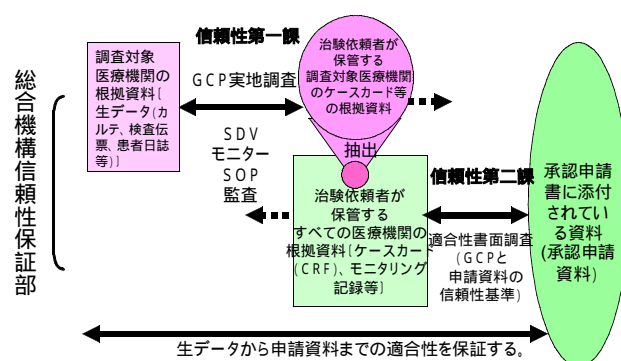 総合機構信頼性保証部
調査対象
医療機関の
根拠資料[
生データ(カ
ルテ、検査伝
票、患者日誌
等)]
信頼性第一課
GCP実地調査
SDV
モニター
SOP
監査
治験依頼者が
保管する
調査対象医療機関
のケースカード等
の根拠資料
抽出
治験依頼者が
保管する
すべての医療機関の
根拠資料[ケースカード
(CRF)、モニタリング
記録等]
信頼性第二課
適合性書面調査
(GCPと
申請資料の
信頼性基準)
承認申請
書に添付
されてい
る資料
(承認申請
資料)
生データから申請資料までの適合性を保証する。